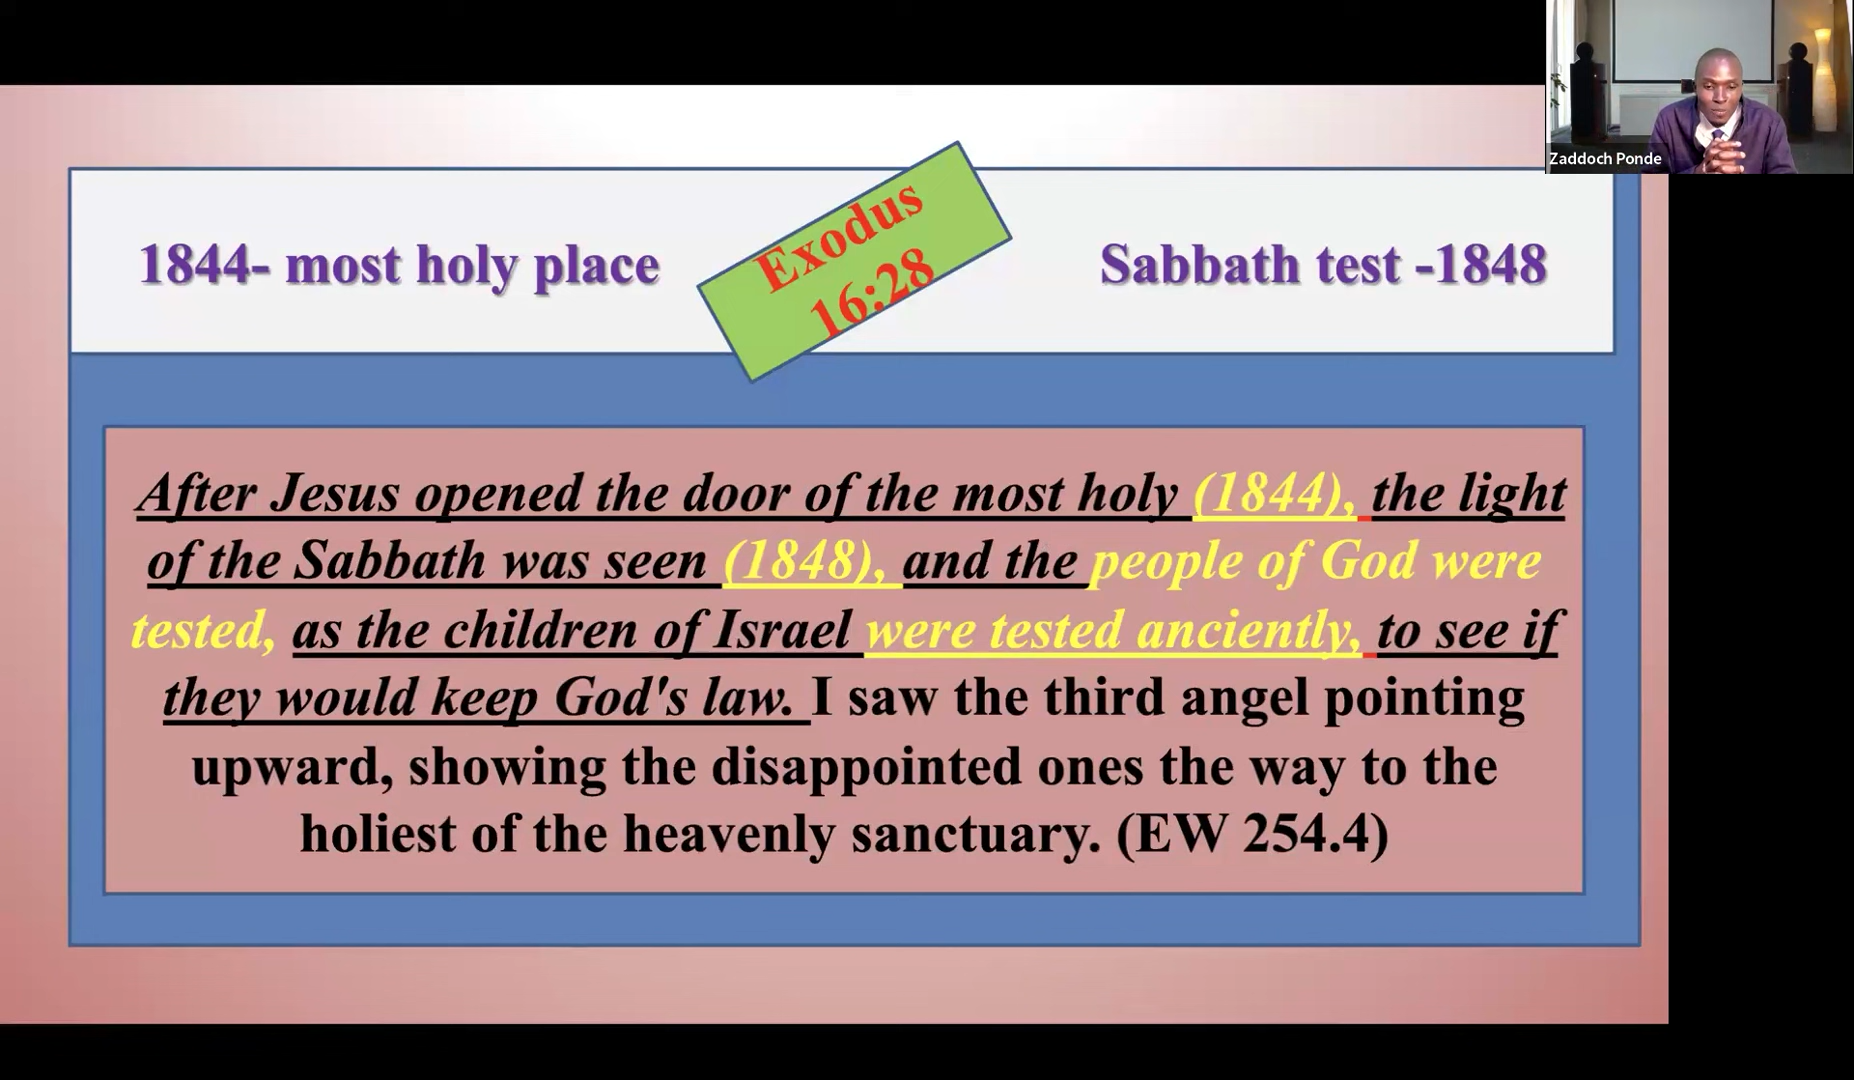 Zaddoch Ponde
1844- most holy place
Exodus
16:28
Sabbath test -1848
After Jesus opened the door of the most holy (1844), the light
of the Sabbath was seen (1848), and the people of God were
tested, as the children of Israel were tested anciently, to see if
they would keep God's law. I saw the third angel pointing
upward, showing the disappointed ones the way to the
holiest of the heavenly sanctuary. (EW 254.4)